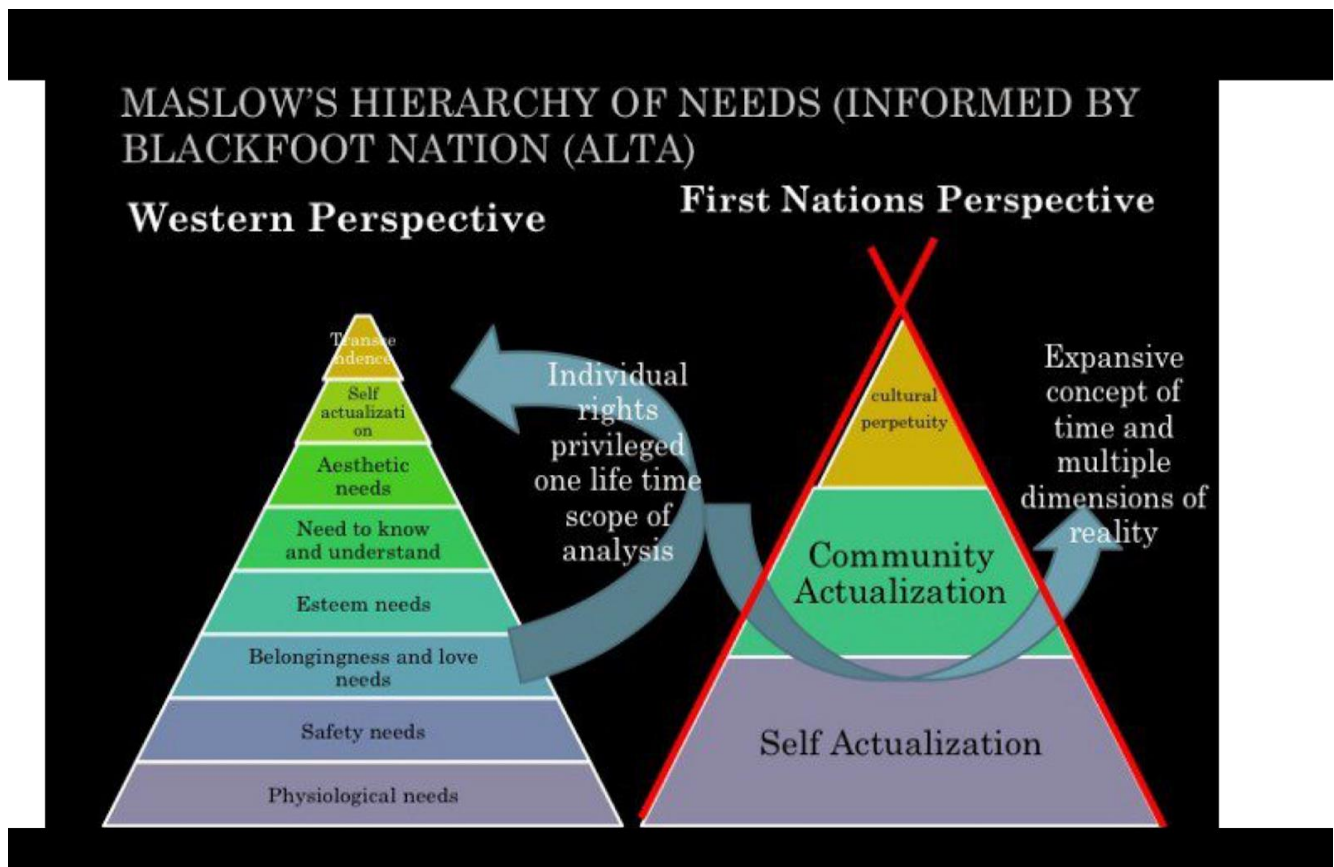 MASLOW'S HIERARCHY OF NEEDS (INFORMED BY
BLACKFOOT NATION (ALTA)
Western Perspective
First Nations Perspective
Transce
ndence
Self
actualizati
on
Aesthetic
needs
Need to know
and understand
Esteem needs
Belongingness and love
needs
Safety needs
Physiological needs
Individual
rights
privileged
one life time
scope of
analysis
cultural
perpetuity
Community
Actualization
Self Actualization
Expansive
concept of
time and
multiple
dimensions of
reality